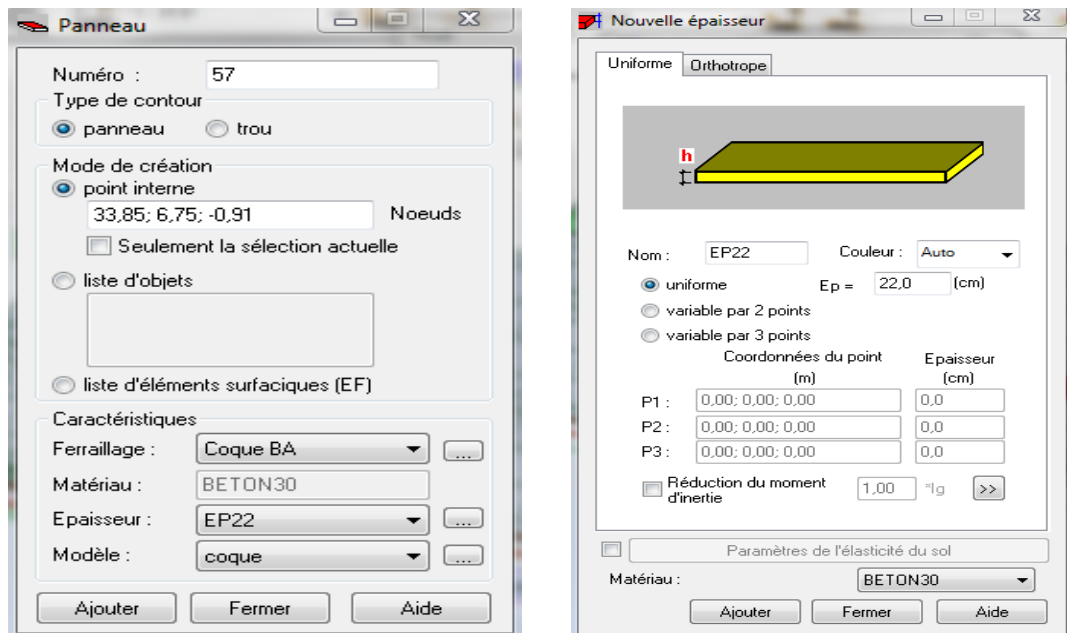 Panneau
Numéro : 57
Type de contour
panneau trou
Mode de création
point interne
33,85; 6,75; -0,91 Noeuds
Seulement la sélection actuelle
liste d'objets
liste d'éléments surfaciques (EF)
Caractéristiques
Ferraillage : Coque BA ...
Matériau : BETON30
Epaisseur : EP22 ...
Modèle : coque ...
Ajouter Fermer Aide
Nouvelle épaisseur
Uniforme Orthotrope
h
Nom : EP22 Couleur : Auto
uniforme Ep = 22,0 (cm)
variable par 2 points
variable par 3 points
Coordonnées du point Epaisseur
(m) (cm)
P1 : 0,00; 0,00; 0,00 0,0
P2 : 0,00; 0,00; 0,00 0,0
P3 : 0,00; 0,00; 0,00 0,0
Réduction du moment
d'inertie 1,00 *Ig >>
Paramètres de l'élasticité du sol
Matériau : BETON30
Ajouter Fermer Aide